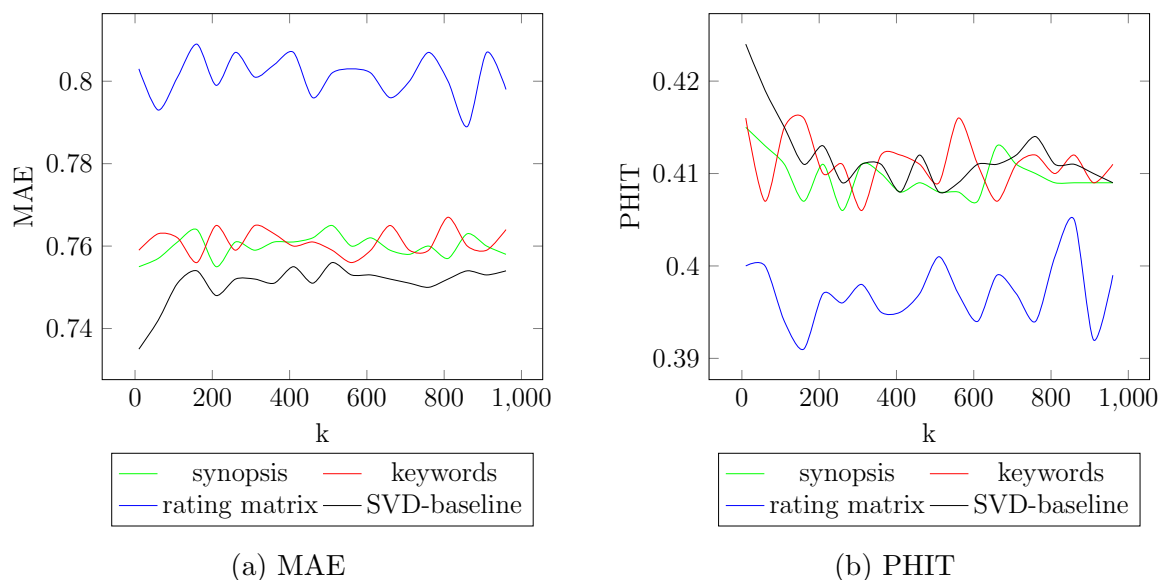 0.8
0.78
0.76
0.74
MAE
0 200 400 600 800 1,000
k
synopsis keywords
rating matrix SVD-baseline
(a) MAE
0.42
0.41
0.4
0.39
PHIT
0 200 400 600 800 1,000
k
synopsis keywords
rating matrix SVD-baseline
(b) PHIT